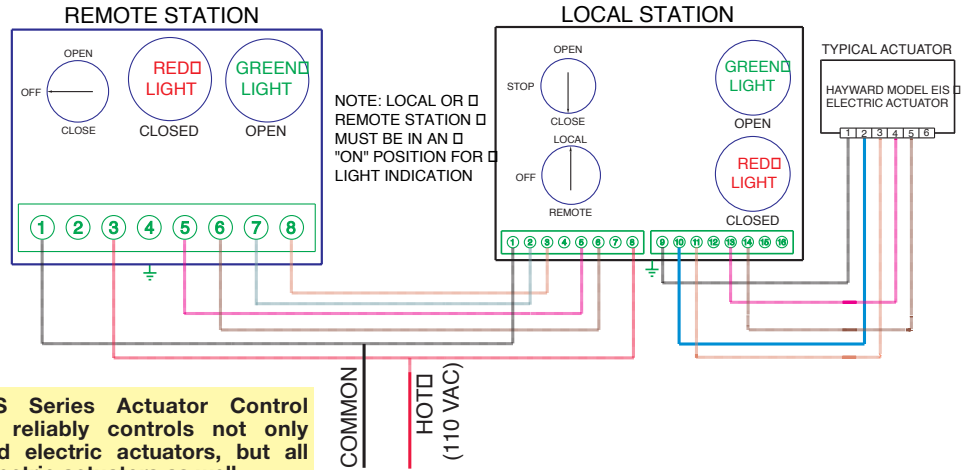 REMOTE STATION
OPEN
OFF
CLOSE
RED
LIGHT
CLOSED
GREEN
LIGHT
OPEN
1 2 3 4 5 6 7 8
NOTE: LOCAL OR
REMOTE STATION
MUST BE IN AN
"ON" POSITION FOR
LIGHT INDICATION
LOCAL STATION
OPEN
STOP
CLOSE
LOCAL
OFF
REMOTE
GREEN
LIGHT
OPEN
RED
LIGHT
CLOSED
1 2 3 4 5 6 7 8
9 10 11 12 13 14 15 16
TYPICAL ACTUATOR
HAYWARD MODEL EIS
ELECTRIC ACTUATOR
1 2 3 4 5 6
COMMON
HOT
(110 VAC)
S Series Actuator Control
reliably controls not only
d electric actuators, but all